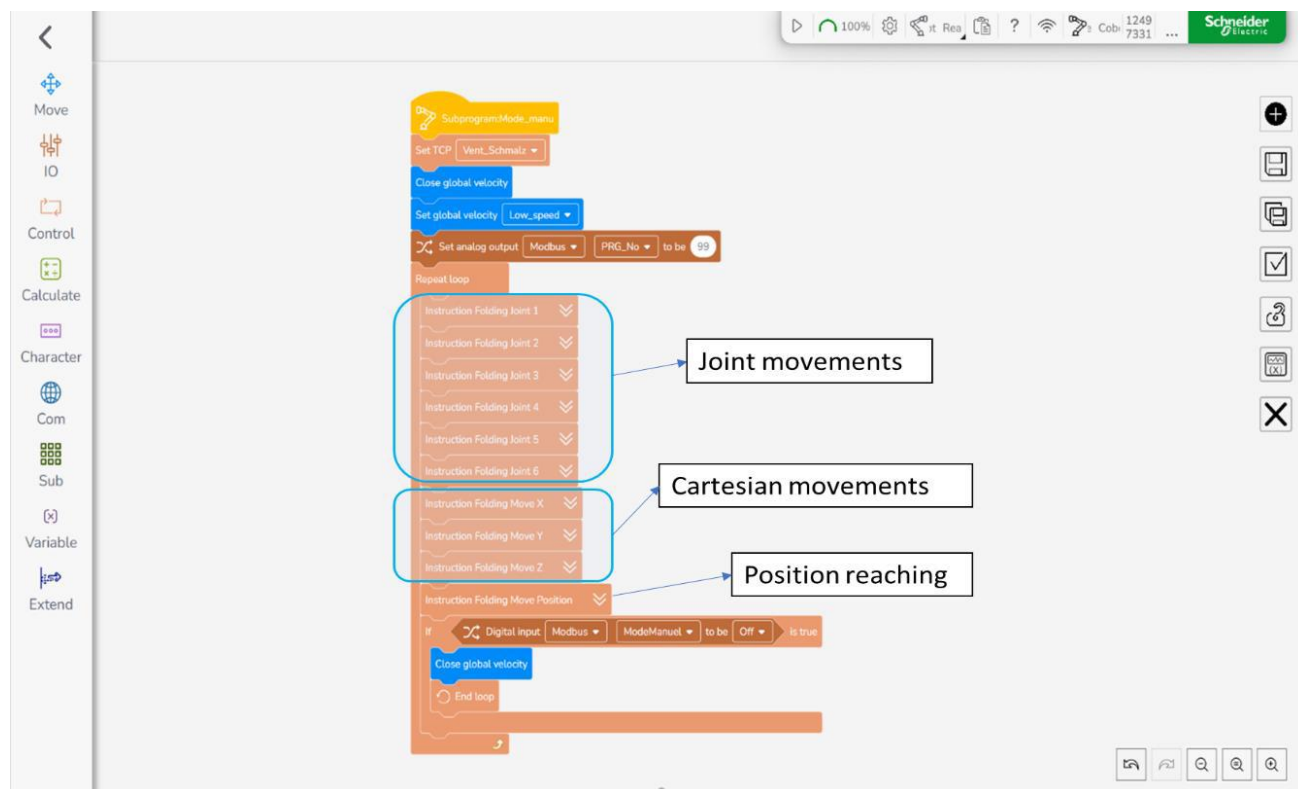 100%
Rea
?
Cob
1249
7331
...
Schneider
Electric
Move
IO
Control
Calculate
Character
Com
Sub
Variable
Extend
Subprogram:Mode_manu
Set TCP Vent_Schmalz
Close global velocity
Set global velocity Low_speed
Set analog output Modbus PRG_No to be 99
Repeat loop
Instruction Folding Joint 1
Instruction Folding Joint 2
Instruction Folding Joint 3
Instruction Folding Joint 4
Instruction Folding Joint 5
Instruction Folding Joint 6
Instruction Folding Move X
Instruction Folding Move Y
Instruction Folding Move Z
Instruction Folding Move Position
If Digital input Modbus ModeManuel to be Off is true
Close global velocity
End loop
Joint movements
Cartesian movements
Position reaching